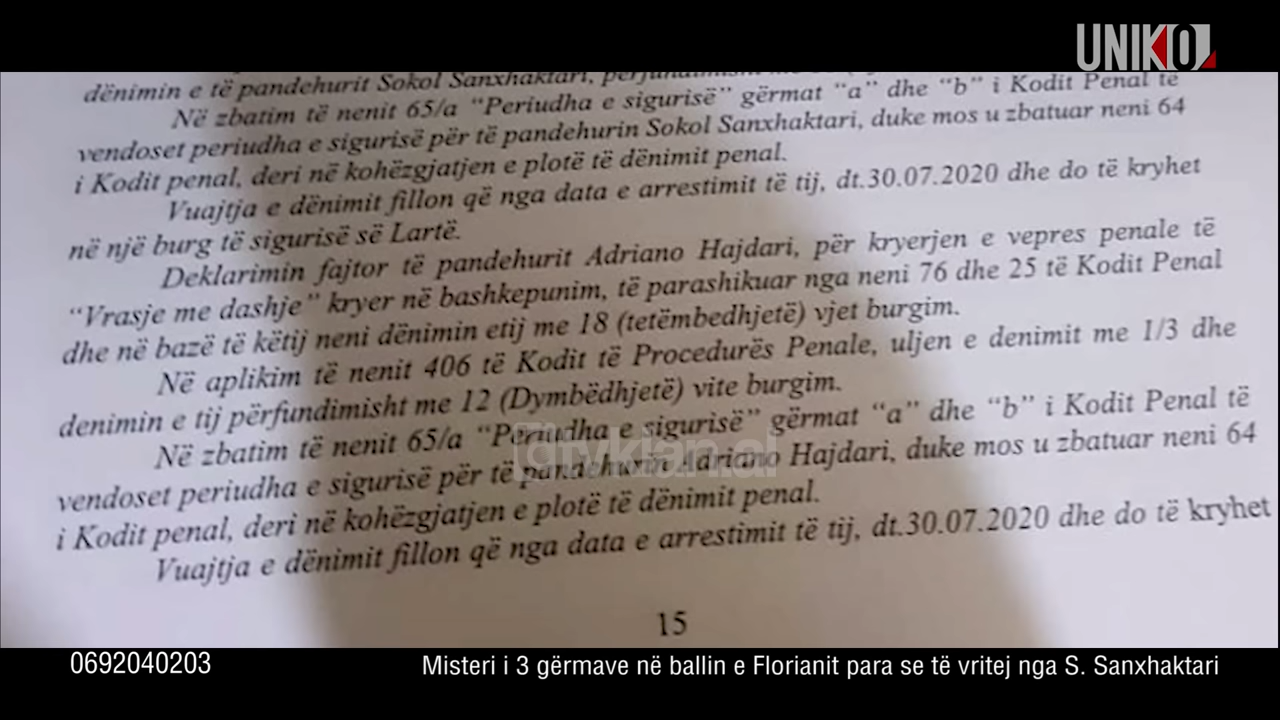 UNIKO
dënimin e të pandehurit Sokol Sanxhaktari, përfundimisht me
Në zbatim të nenit 65/a “Periudha e sigurisë” gërmat “a” dhe “b” i Kodit Penal të
vendoset periudha e sigurisë për të pandehurin Sokol Sanxhaktari, duke mos u zbatuar neni 64
i Kodit penal, deri në kohëzgjatjen e plotë të dënimit penal.
Vuajtja e dënimit fillon që nga data e arrestimit të tij, dt.30.07.2020 dhe do të kryhet
në një burg të sigurisë së Lartë.
Deklarimin fajtor të pandehurit Adriano Hajdari, për kryerjen e vepres penale të
“Vrasje me dashje” kryer në bashkepunim, të parashikuar nga neni 76 dhe 25 të Kodit Penal
dhe në bazë të këtij neni dënimin etij me 18 (tetëmbedhjetë) vjet burgim.
Në aplikim të nenit 406 të Kodit të Procedurës Penale, uljen e denimit me 1/3 dhe
denimin e tij përfundimisht me 12 (Dymbëdhjetë) vite burgim.
Në zbatim të nenit 65/a “Periudha e sigurisë” gërmat “a” dhe “b” i Kodit Penal të
vendoset periudha e sigurisë për të pandehurin Adriano Hajdari, duke mos u zbatuar neni 64
i Kodit penal, deri në kohëzgjatjen e plotë të dënimit penal.
Vuajtja e dënimit fillon që nga data e arrestimit të tij, dt.30.07.2020 dhe do të kryhet
15
0692040203 Misteri i 3 gërmave në ballin e Florianit para se të vritej nga S. Sanxhaktari